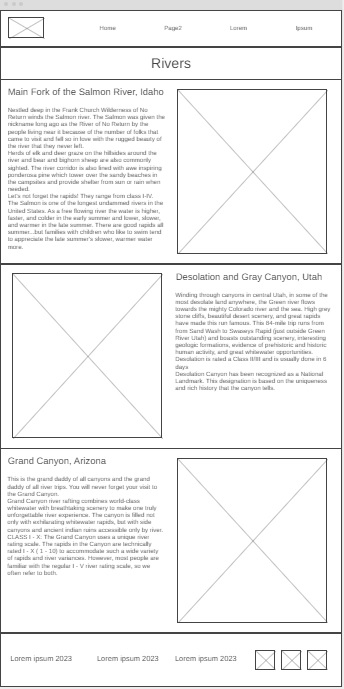 Home Page2 Lorem Ipsum
Rivers
Main Fork of the Salmon River, Idaho
Nestled deep in the Frank Church Wilderness of No
Return winds the Salmon river. The Salmon was given the
nickname long ago as the River of No Return by the
people living near it because of the number of folks that
came to visit and fell so in love with the rugged beauty of
the river that they never left.
Herds of elk and deer graze on the hillsides around the
river and bear and bighorn sheep are also commonly
sighted. The river corridor is also lined with awe inspiring
ponderosa pine which tower over the sandy beaches in
the campsites and provide shelter from sun or rain when
needed.
Let's not forget the rapids! They range from class I-IV.
The Salmon is one of the longest undammed rivers in the
United States. As a free flowing river the water is higher,
faster, and colder in the early summer and lower, slower,
and warmer in the late summer. There are good rapids all
summer...but families with children who like to swim tend
to appreciate the late summer's slower, warmer water
more.
Desolation and Gray Canyon, Utah
Winding through canyons in central Utah, in some of the
most desolate land anywhere, the Green river flows
towards the mighty Colorado river and the sea. High grey
stone cliffs, beautiful desert scenery, and great rapids
have made this run famous. This 84-mile trip runs from
from Sand Wash to Swaseys Rapid (just outside Green
River Utah) and boasts outstanding scenery, interesting
geologic formations, evidence of prehistoric and historic
human activity, and great whitewater opportunities.
Desolation is rated a Class II/III and is usually done in 6
days
Desolation Canyon has been recognized as a National
Landmark. This designation is based on the uniqueness
and rich history that the canyon tells.
Grand Canyon, Arizona
This is the grand daddy of all canyons and the grand
daddy of all river trips. You will never forget your visit to
the Grand Canyon.
Grand Canyon river rafting combines world-class
whitewater with breathtaking scenery to make one truly
unforgettable river experience. The canyon is filled not
only with exhilarating whitewater rapids, but with side
canyons and ancient indian ruins accessible only by river.
CLASS I - X: The Grand Canyon uses a unique river
rating scale. The rapids in the Canyon are technically
rated I - X ( 1 - 10) to accommodate such a wide variety
of rapids and river variances. However, most people are
familiar with the regular I - V river rating scale, so we
often refer to both.
Lorem ipsum 2023 Lorem ipsum 2023 Lorem ipsum 2023